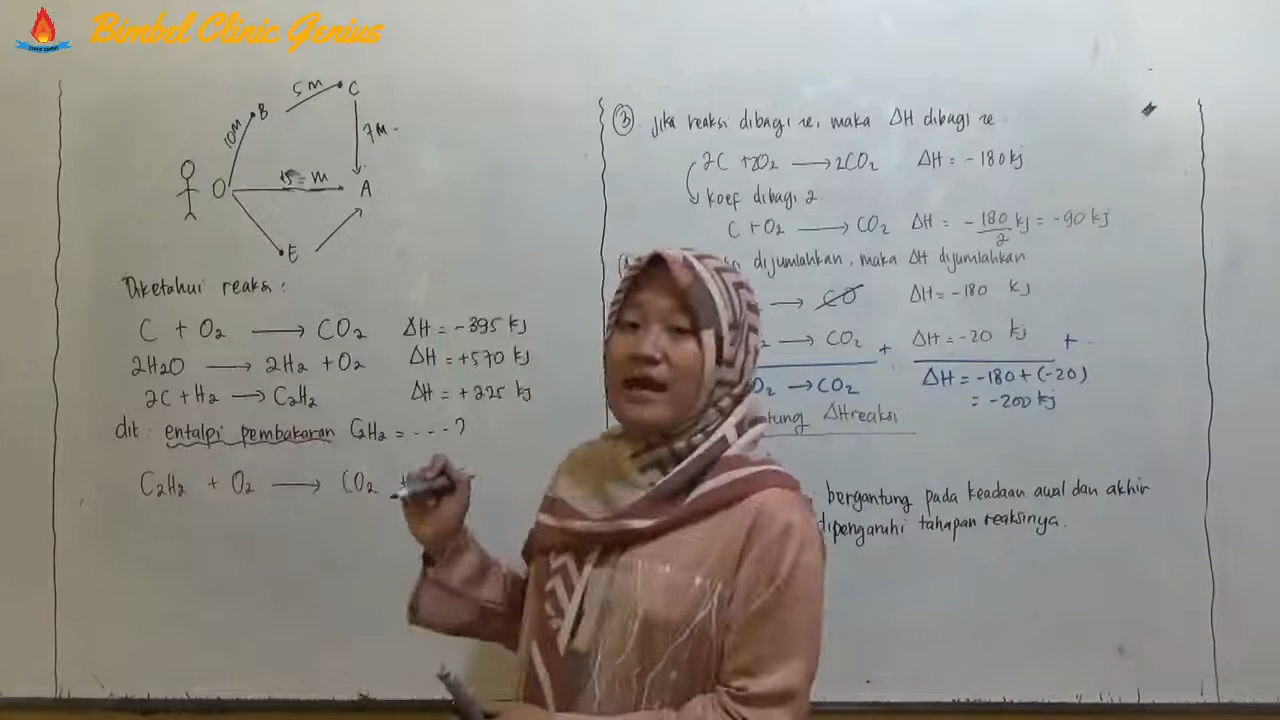 Bimbel Clinic Genius
CLINIC GENIUS
5 m
C
B
10 m
7 m
O
m
A
E
Diketahui reaksi :
C + O₂ → CO₂ ΔH = -395 kj
2H₂O → 2H₂ + O₂ ΔH = +570 kj
2C + H₂ → C₂H₂ ΔH = +225 kj
dit : entalpi pembakaran C₂H₂ = - - - ?
C₂H₂ + O₂ → CO₂ +
③ jika reaksi dibagi x, maka ΔH dibagi x
2C + 2O₂ → 2CO₂ ΔH = -180 kj
koef dibagi 2
C + O₂ → CO₂ ΔH = -180/2 kj = -90 kj
dijumlahkan, maka ΔH dijumlahkan
→ CO ΔH = -180 kj
₂ → CO₂ + ΔH = -20 kj +
O₂ → CO₂ ΔH = -180 + (-20)
= -200 kj
tung ΔH reaksi
bergantung pada keadaan awal dan akhir
dipengaruhi tahapan reaksinya.